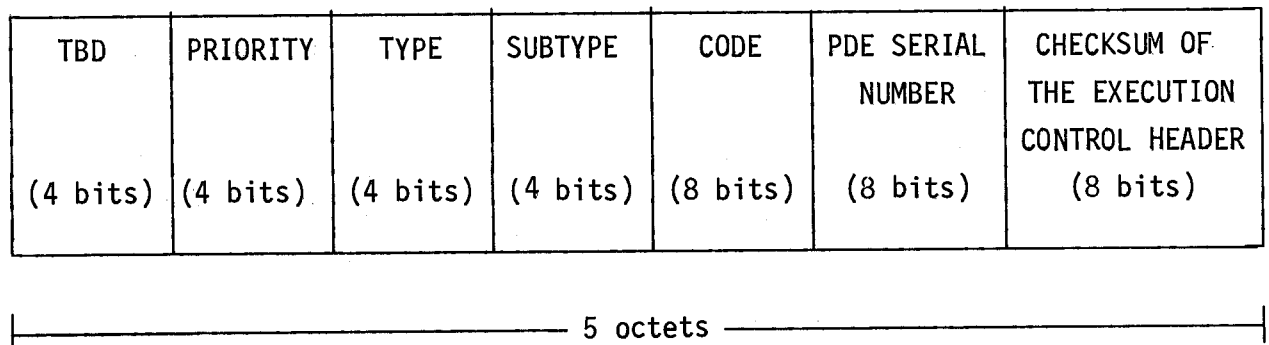 TBD
(4 bits)
PRIORITY
(4 bits)
TYPE
(4 bits)
SUBTYPE
(4 bits)
CODE
(8 bits)
PDE SERIAL
NUMBER
(8 bits)
CHECKSUM OF
THE EXECUTION
CONTROL HEADER
(8 bits)
5 octets